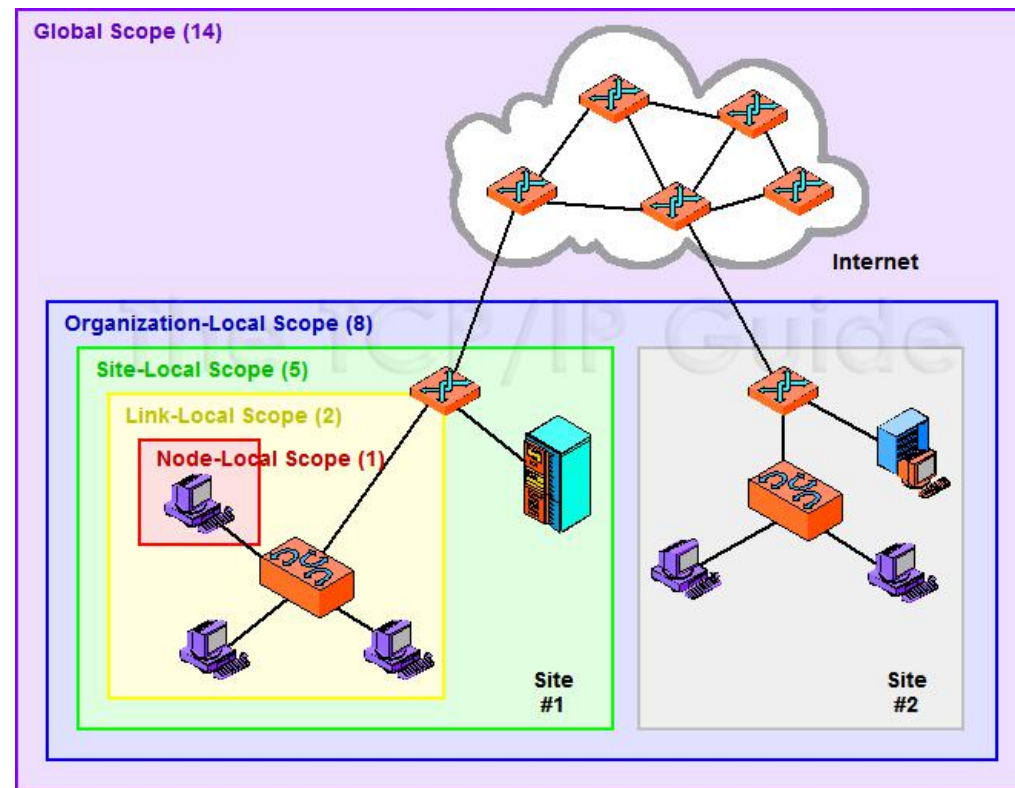 Global Scope (14)
Internet
The TCP/IP Guide
Organization-Local Scope (8)
Site-Local Scope (5)
Link-Local Scope (2)
Node-Local Scope (1)
Site
#1
Site
#2